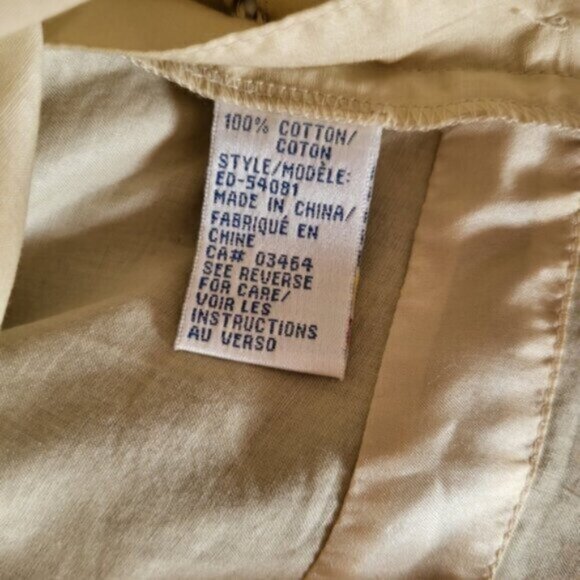 100% COTTON/
COTON
STYLE/MODÈLE:
ED-54081
MADE IN CHINA/
FABRIQUÉ EN
CHINE
CA# 03464
SEE REVERSE
FOR CARE/
VOIR LES
INSTRUCTIONS
AU VERSO